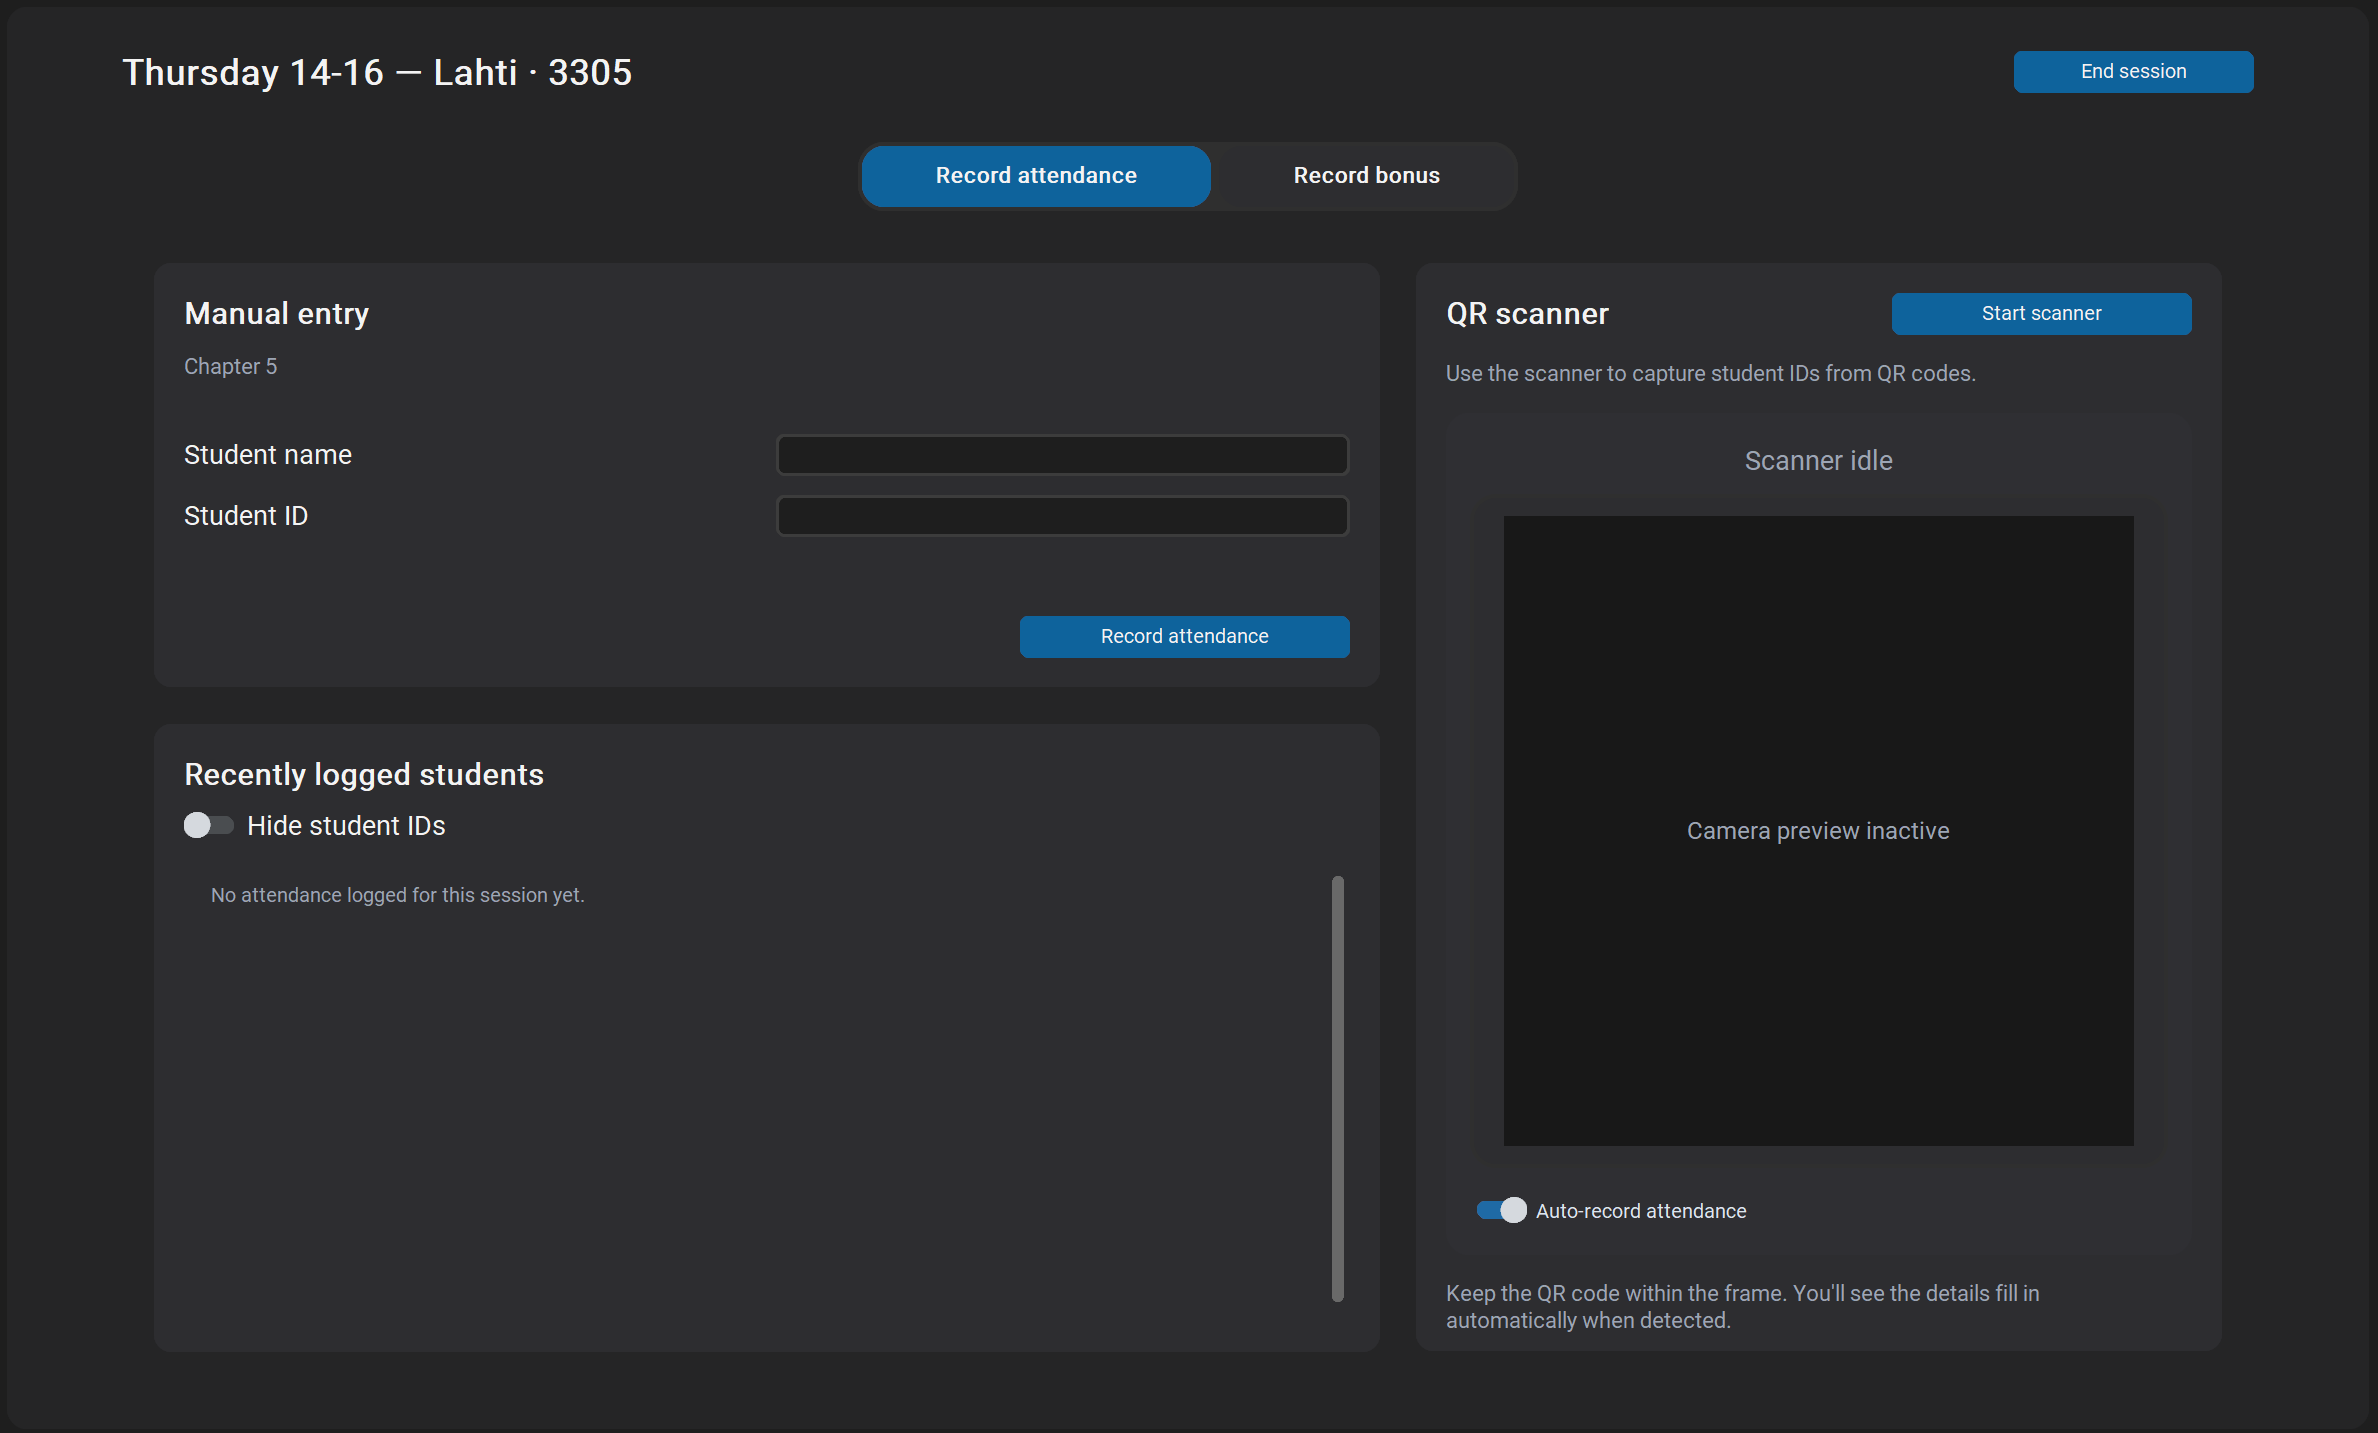 Thursday 14-16 — Lahti · 3305
End session
Record attendance
Record bonus
Manual entry
Chapter 5
Student name
Student ID
Record attendance
Recently logged students
Hide student IDs
No attendance logged for this session yet.
QR scanner
Start scanner
Use the scanner to capture student IDs from QR codes.
Scanner idle
Camera preview inactive
Auto-record attendance
Keep the QR code within the frame. You'll see the details fill in
automatically when detected.